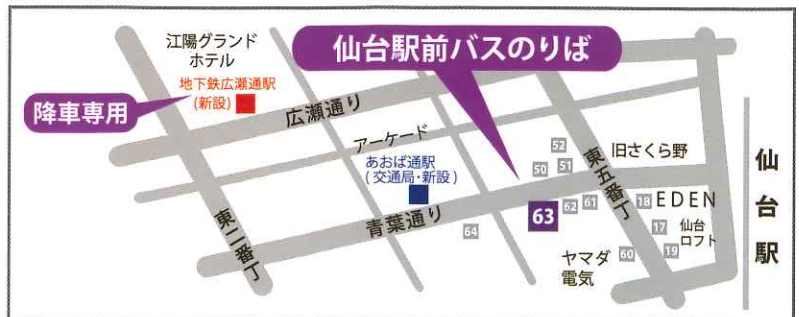 江陽グランド
ホテル
地下鉄広瀬通駅
(新設)
降車専用
仙台駅前バスのりば
広瀬通り
アーケード
あおば通駅
(交通局・新設)
青葉通り
東二番丁
東五番丁
旧さくら野
52
50
51
63
62
61
64
18
EDEN
17
仙台
ロフト
19
60
ヤマダ
電気
仙台駅